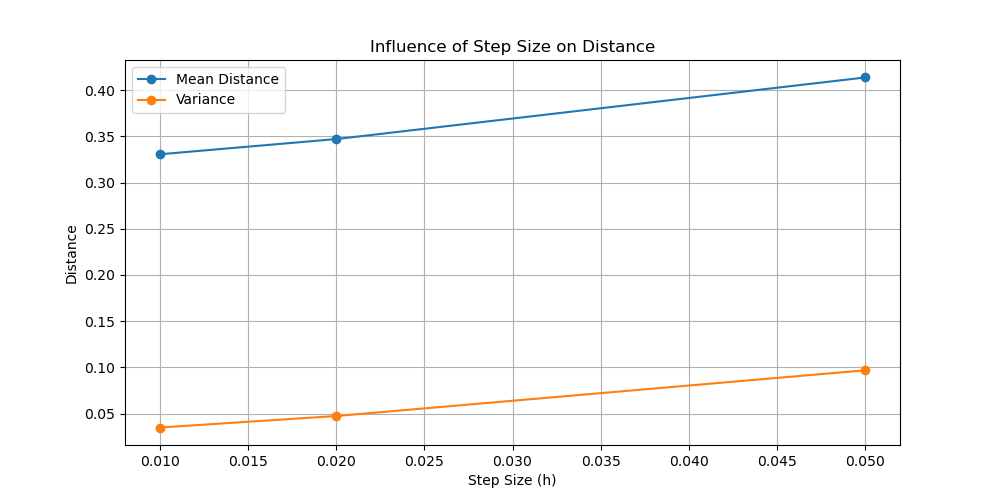 Influence of Step Size on Distance
Mean Distance
Variance
0.40
0.35
0.30
0.25
0.20
0.15
0.10
0.05
Distance
0.010 0.015 0.020 0.025 0.030 0.035 0.040 0.045 0.050
Step Size (h)